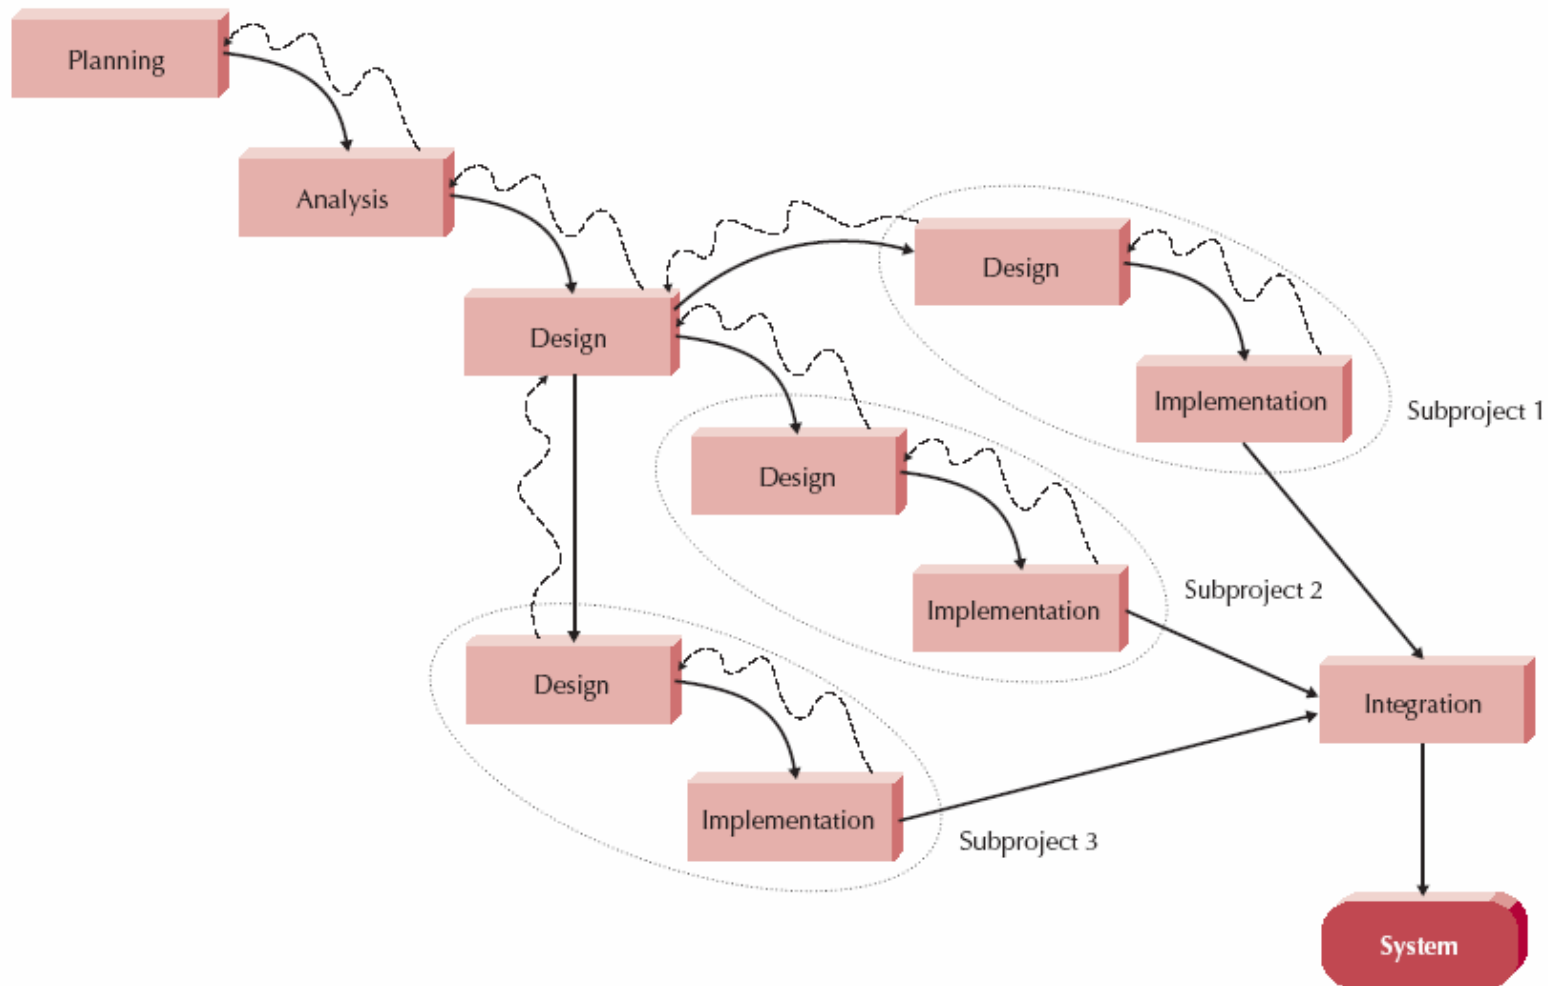 Planning
Analysis
Design
Design
Implementation
Subproject 1
Design
Implementation
Subproject 2
Design
Implementation
Subproject 3
Integration
System